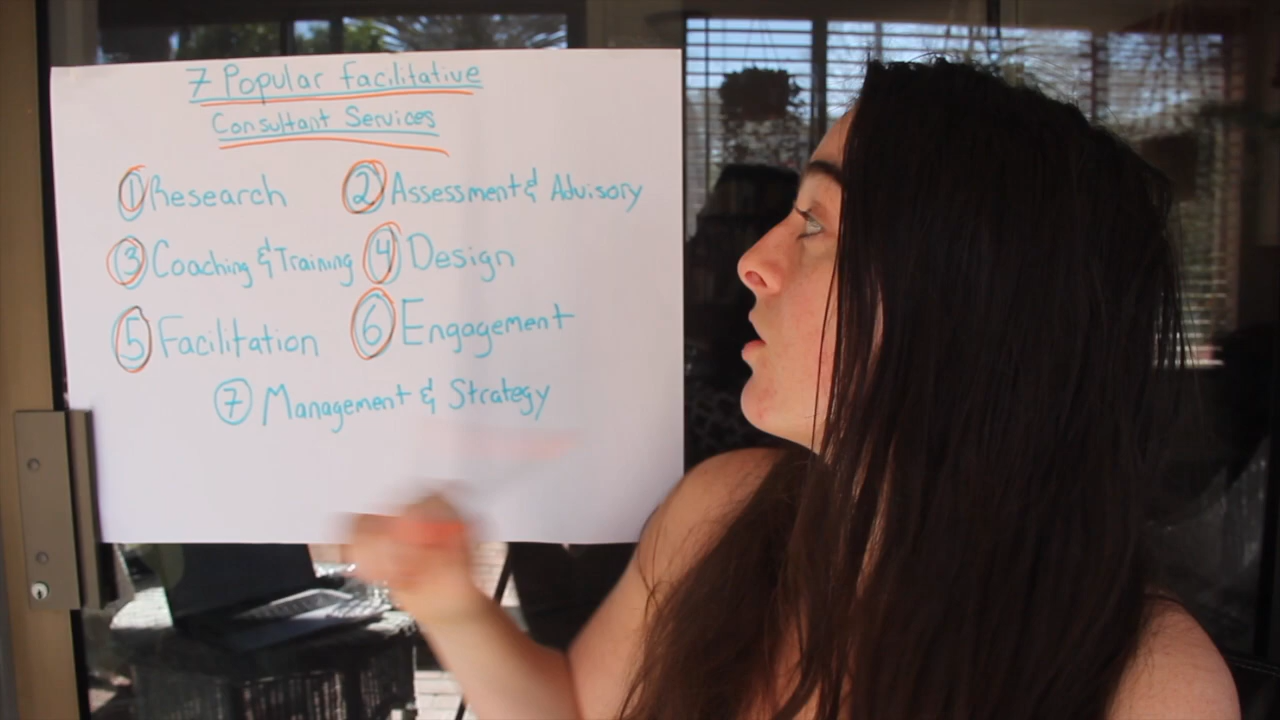 7 Popular Facilitative
Consultant Services
1 Research 2 Assessment & Advisory
3 Coaching & Training 4 Design
5 Facilitation 6 Engagement
7 Management & Strategy